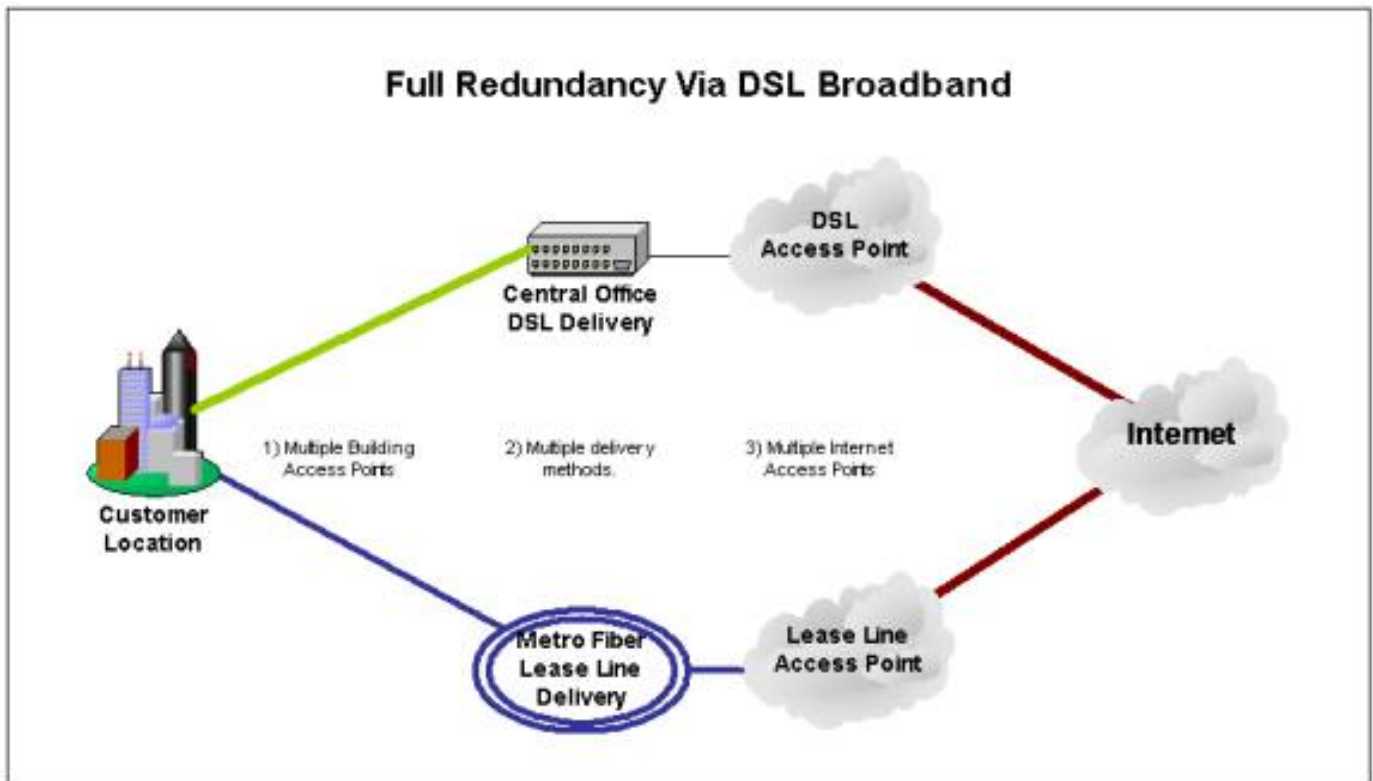 Full Redundancy Via DSL Broadband
DSL
Access Point
Central Office
DSL Delivery
Internet
1) Multiple Building
Access Points
2) Multiple delivery
methods.
3) Multiple Internet
Access Points
Customer
Location
Metro Fiber
Lease Line
Delivery
Lease Line
Access Point